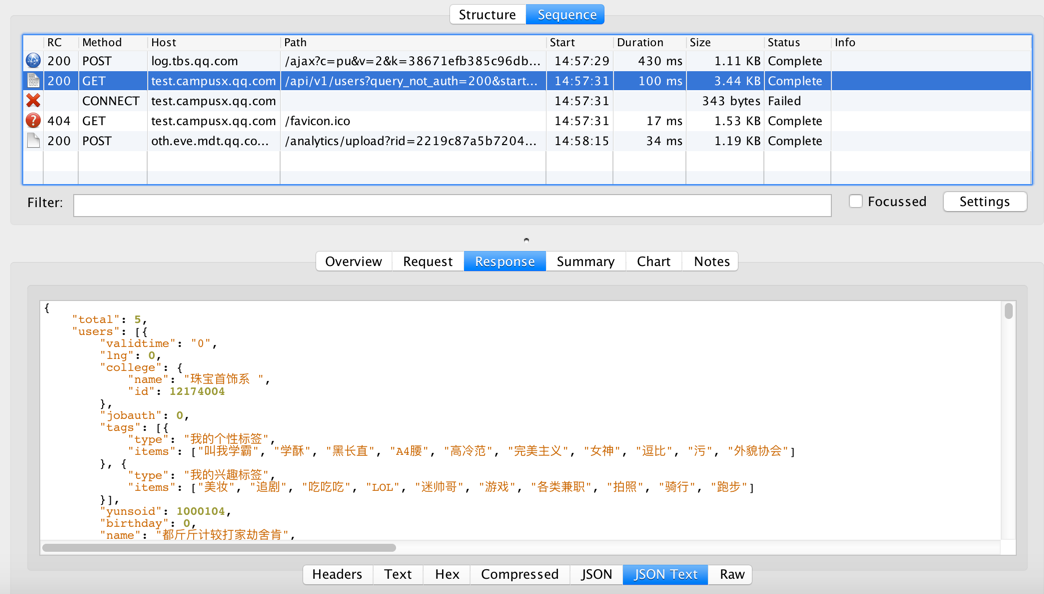 Structure Sequence
RC Method Host Path Start Duration Size Status Info
200 POST log.tbs.qq.com /ajax?c=pu&v=2&k=38671efb385c96db... 14:57:29 430 ms 1.11 KB Complete
200 GET test.campusx.qq.com /api/v1/users?query_not_auth=200&start... 14:57:31 100 ms 3.44 KB Complete
CONNECT test.campusx.qq.com 14:57:31 343 bytes Failed
404 GET test.campusx.qq.com /favicon.ico 14:57:31 17 ms 1.53 KB Complete
200 POST oth.eve.mdt.qq.co... /analytics/upload?rid=2219c87a5b7204... 14:58:15 34 ms 1.19 KB Complete
Filter: Focussed Settings
Overview Request Response Summary Chart Notes
{
"total": 5,
"users": [{
"validtime": "0",
"lng": 0,
"college": {
"name": "珠宝首饰系 ",
"id": 12174004
},
"jobauth": 0,
"tags": [{
"type": "我的个性标签",
"items": ["叫我学霸", "学酥", "黑长直", "A4腰", "高冷范", "完美主义", "女神", "逗比", "污", "外貌协会"]
}, {
"type": "我的兴趣标签",
"items": ["美妆", "追剧", "吃吃吃", "LOL", "迷帅哥", "游戏", "各类兼职", "拍照", "骑行", "跑步"]
}],
"yunsoid": 1000104,
"birthday": 0,
"name": "都斤斤计较打家劫舍肯",
Headers Text Hex Compressed JSON JSON Text Raw